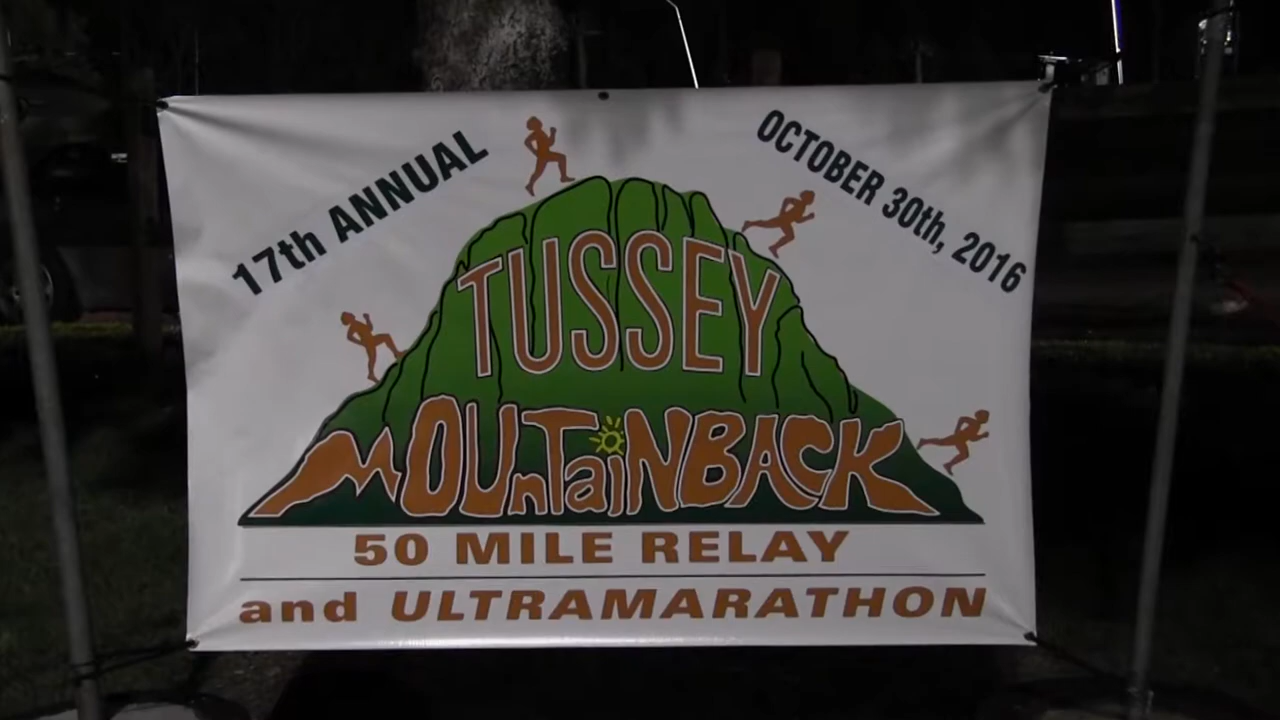 17th ANNUAL
OCTOBER 30th, 2016
TUSSEY
MOUnTaiNBACK
50 MILE RELAY
and ULTRAMARATHON